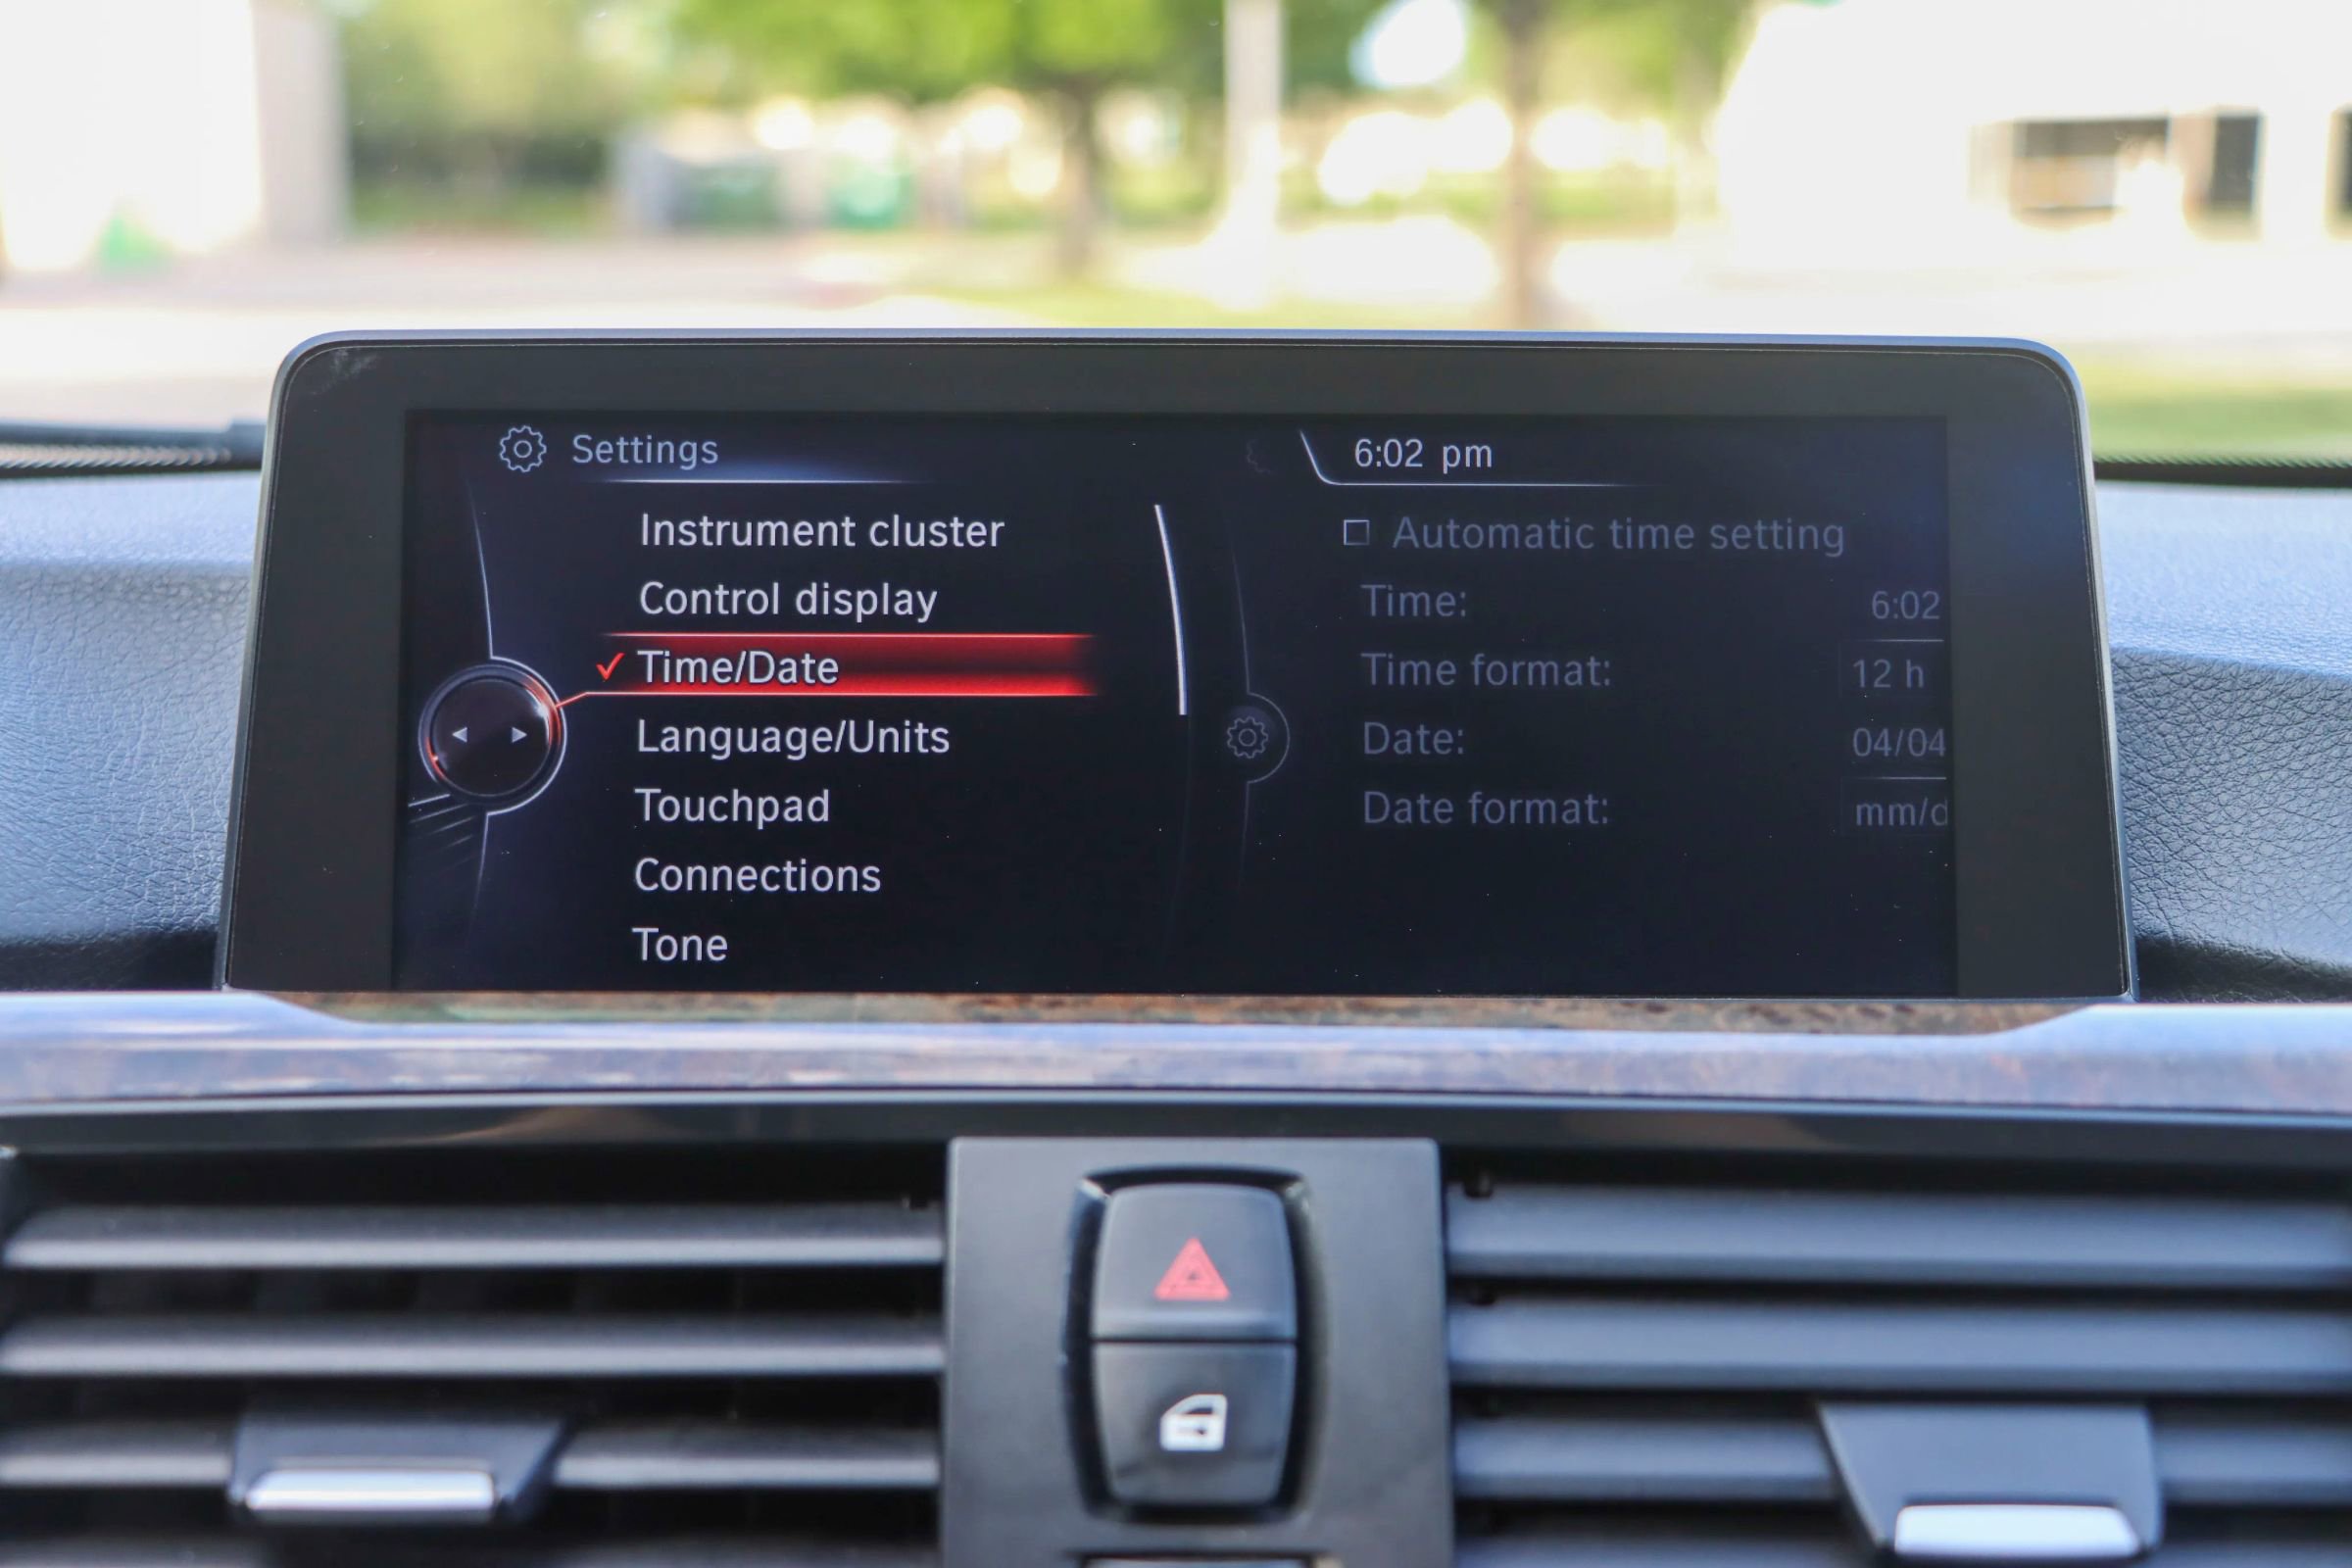 Settings
6:02 pm
Instrument cluster
Control display
Time/Date
Language/Units
Touchpad
Connections
Tone
Automatic time setting
Time: 6:02
Time format: 12 h
Date: 04/04
Date format: mm/d